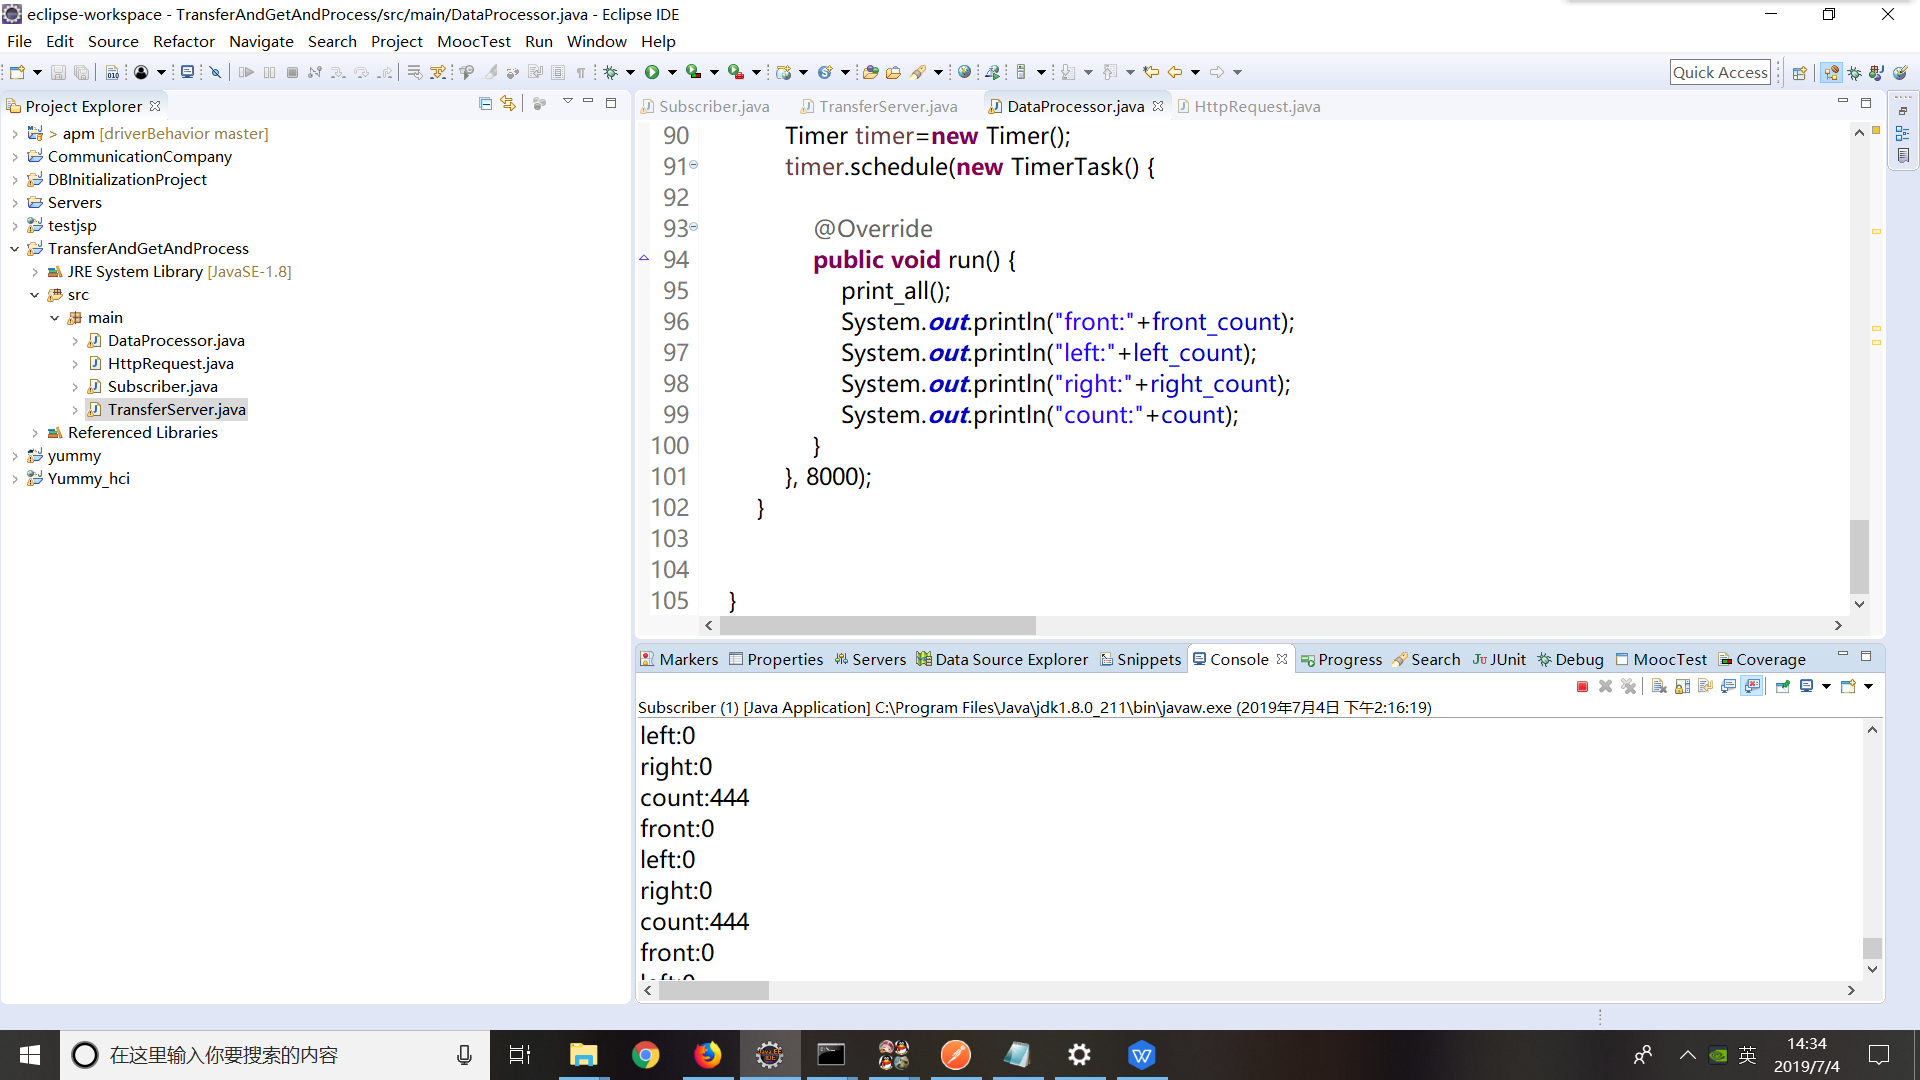 eclipse-workspace - TransferAndGetAndProcess/src/main/DataProcessor.java - Eclipse IDE
File Edit Source Refactor Navigate Search Project MoocTest Run Window Help
Quick Access
Project Explorer
> apm [driverBehavior master]
CommunicationCompany
DBInitializationProject
Servers
testjsp
TransferAndGetAndProcess
JRE System Library [JavaSE-1.8]
src
main
DataProcessor.java
HttpRequest.java
Subscriber.java
TransferServer.java
Referenced Libraries
yummy
Yummy_hci
Subscriber.java TransferServer.java DataProcessor.java HttpRequest.java
90 Timer timer=new Timer();
91 timer.schedule(new TimerTask() {
92
93 @Override
94 public void run() {
95 print_all();
96 System.out.println("front:"+front_count);
97 System.out.println("left:"+left_count);
98 System.out.println("right:"+right_count);
99 System.out.println("count:"+count);
100 }
101 }, 8000);
102 }
103
104
105 }
Markers Properties Servers Data Source Explorer Snippets Console Progress Search JUnit Debug MoocTest Coverage
Subscriber (1) [Java Application] C:\Program Files\Java\jdk1.8.0_211\bin\javaw.exe (2019年7月4日 下午2:16:19)
left:0
right:0
count:444
front:0
left:0
right:0
count:444
front:0
left:0
在这里输入你要搜索的内容
英
14:34
2019/7/4